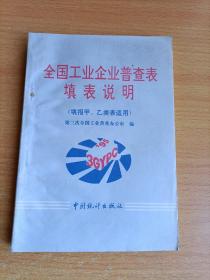 全国工业企业普查表
填表说明
(填报甲、乙类表适用)
第三次全国工业普查办公室 编
'95
3GYPC
中国统计出版社